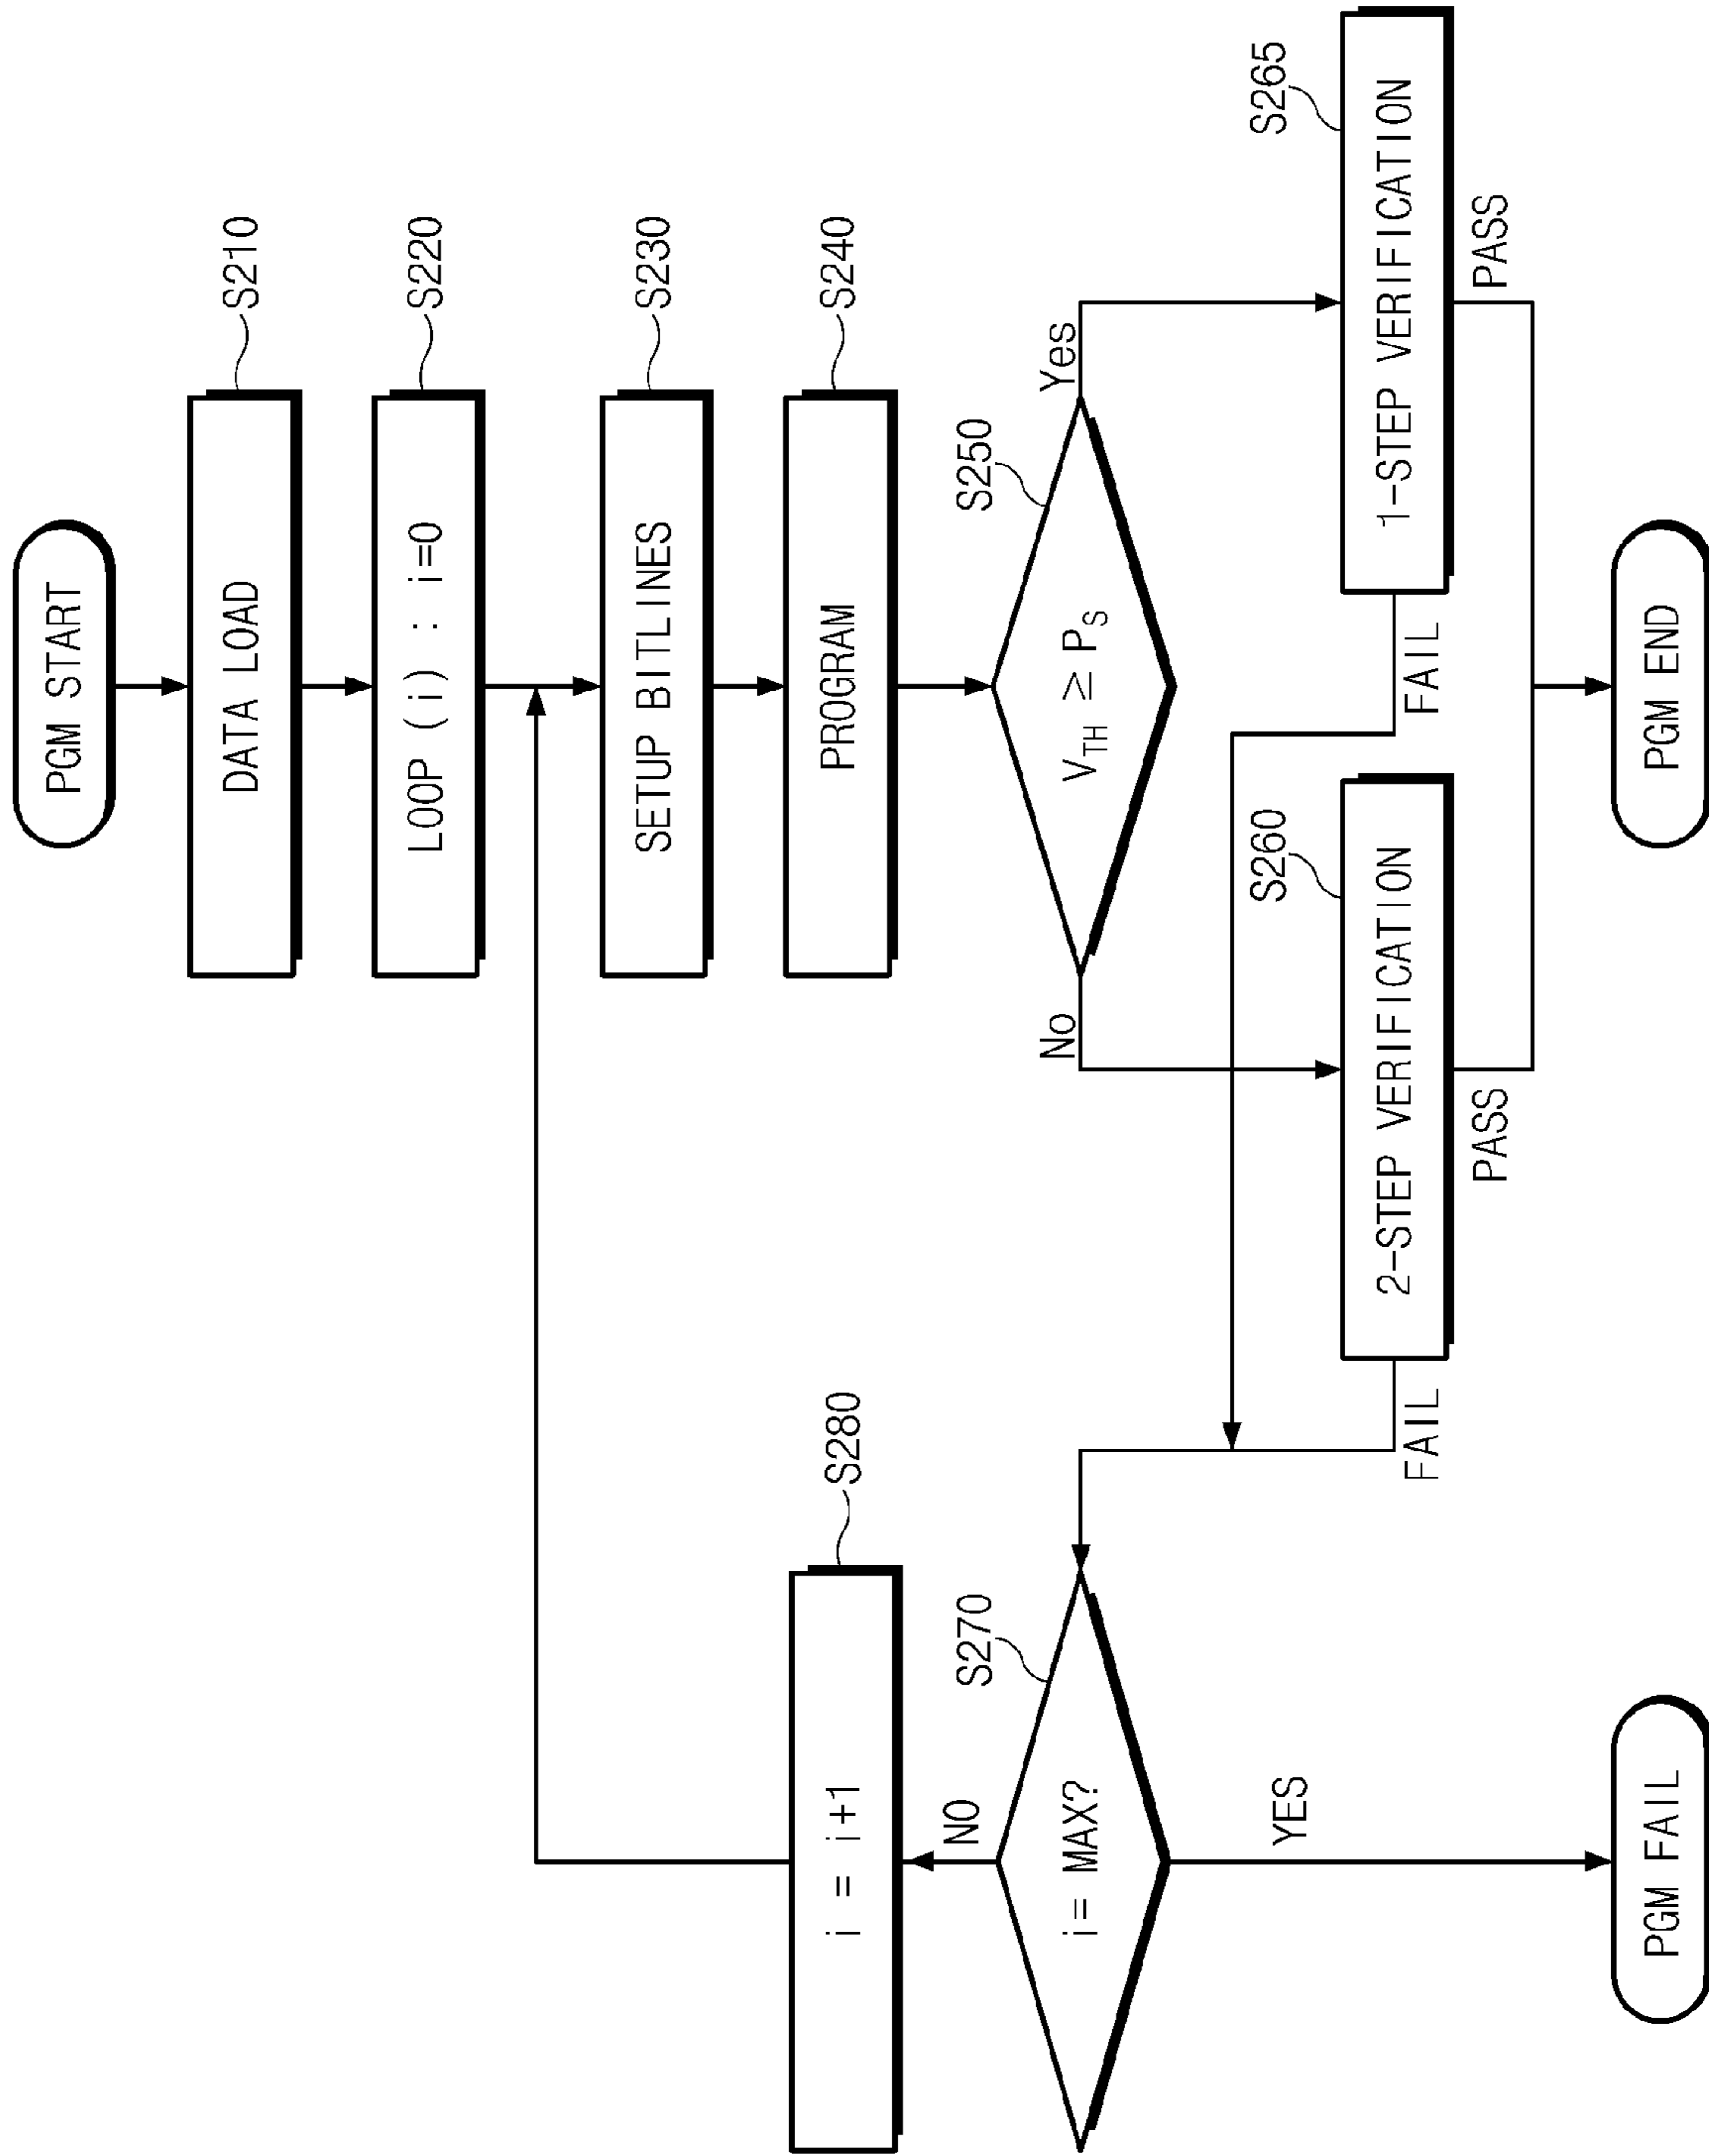 PGM START
DATA LOAD
S210
LOOP (i) : i=0
S220
SETUP BITLINES
S230
PROGRAM
S240
V_TH ≥ P_S
S250
Yes
No
1-STEP VERIFICATION
S265
PASS
FAIL
2-STEP VERIFICATION
S260
PASS
FAIL
i= MAX?
S270
NO
YES
i = i+1
S280
PGM END
PGM FAIL